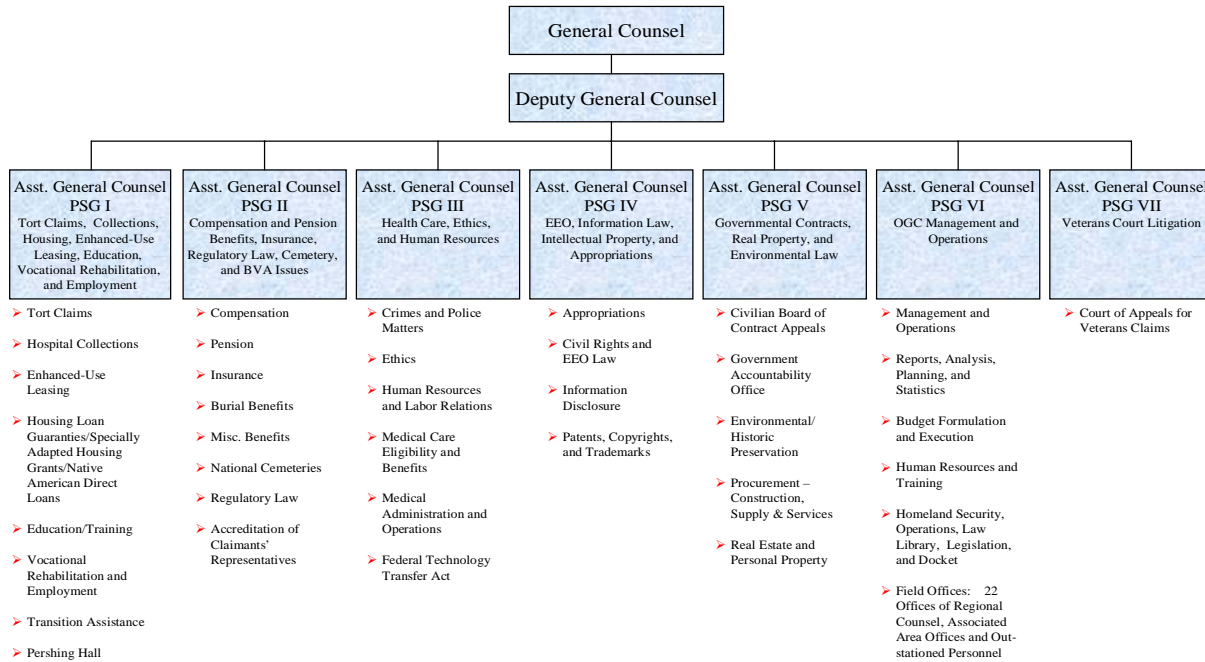 General Counsel
Deputy General Counsel
Asst. General Counsel
PSG I
Tort Claims, Collections,
Housing, Enhanced-Use
Leasing, Education,
Vocational Rehabilitation,
and Employment
Tort Claims
Hospital Collections
Enhanced-Use
Leasing
Housing Loan
Guaranties/Specially
Adapted Housing
Grants/Native
American Direct
Loans
Education/Training
Vocational
Rehabilitation and
Employment
Transition Assistance
Pershing Hall
Asst. General Counsel
PSG II
Compensation and Pension
Benefits, Insurance,
Regulatory Law, Cemetery,
and BVA Issues
Compensation
Pension
Insurance
Burial Benefits
Misc. Benefits
National Cemeteries
Regulatory Law
Accreditation of
Claimants’
Representatives
Asst. General Counsel
PSG III
Health Care, Ethics,
and Human Resources
Crimes and Police
Matters
Ethics
Human Resources
and Labor Relations
Medical Care
Eligibility and
Benefits
Medical
Administration and
Operations
Federal Technology
Transfer Act
Asst. General Counsel
PSG IV
EEO, Information Law,
Intellectual Property, and
Appropriations
Appropriations
Civil Rights and
EEO Law
Information
Disclosure
Patents, Copyrights,
and Trademarks
Asst. General Counsel
PSG V
Governmental Contracts,
Real Property, and
Environmental Law
Civilian Board of
Contract Appeals
Government
Accountability
Office
Environmental/
Historic
Preservation
Procurement –
Construction,
Supply & Services
Real Estate and
Personal Property
Asst. General Counsel
PSG VI
OGC Management and
Operations
Management and
Operations
Reports, Analysis,
Planning, and
Statistics
Budget Formulation
and Execution
Human Resources and
Training
Homeland Security,
Operations, Law
Library, Legislation,
and Docket
Field Offices: 22
Offices of Regional
Counsel, Associated
Area Offices and Out-
stationed Personnel
Asst. General Counsel
PSG VII
Veterans Court Litigation
Court of Appeals for
Veterans Claims